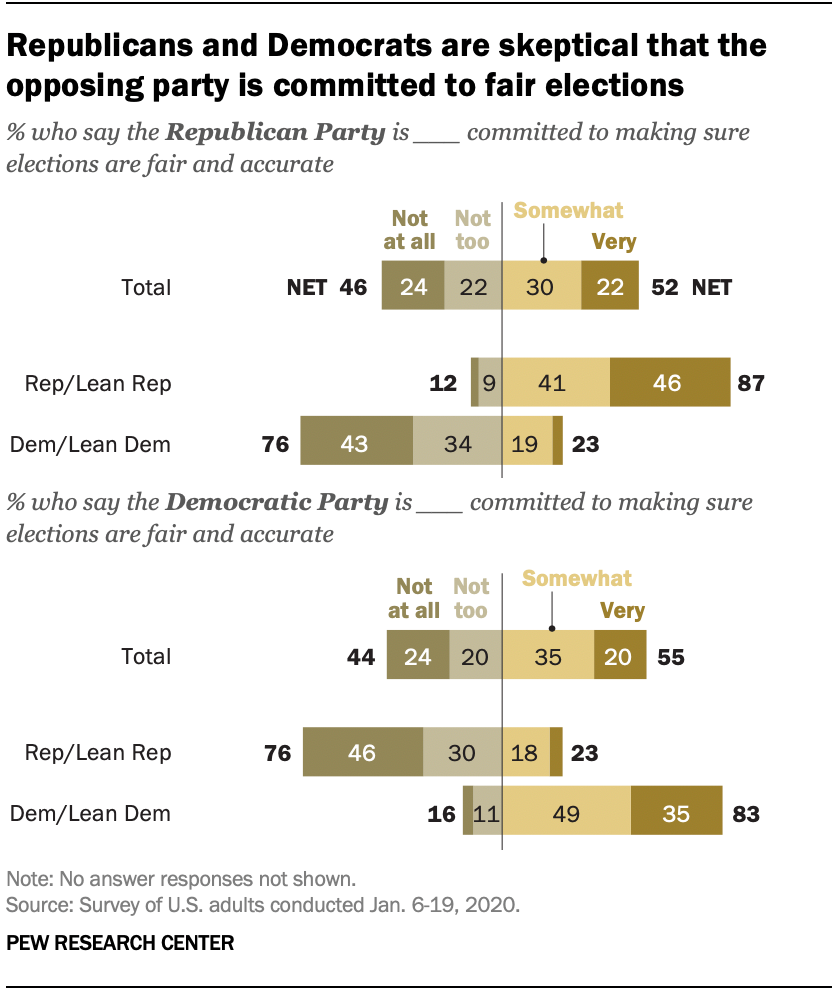 Republicans and Democrats are skeptical that the
opposing party is committed to fair elections
% who say the Republican Party is ___ committed to making sure
elections are fair and accurate
Not at all Not too Somewhat Very
Total NET 46 24 22 30 22 52 NET
Rep/Lean Rep 12 9 41 46 87
Dem/Lean Dem 76 43 34 19 23
% who say the Democratic Party is ___ committed to making sure
elections are fair and accurate
Not at all Not too Somewhat Very
Total 44 24 20 35 20 55
Rep/Lean Rep 76 46 30 18 23
Dem/Lean Dem 16 11 49 35 83
Note: No answer responses not shown.
Source: Survey of U.S. adults conducted Jan. 6-19, 2020.
PEW RESEARCH CENTER